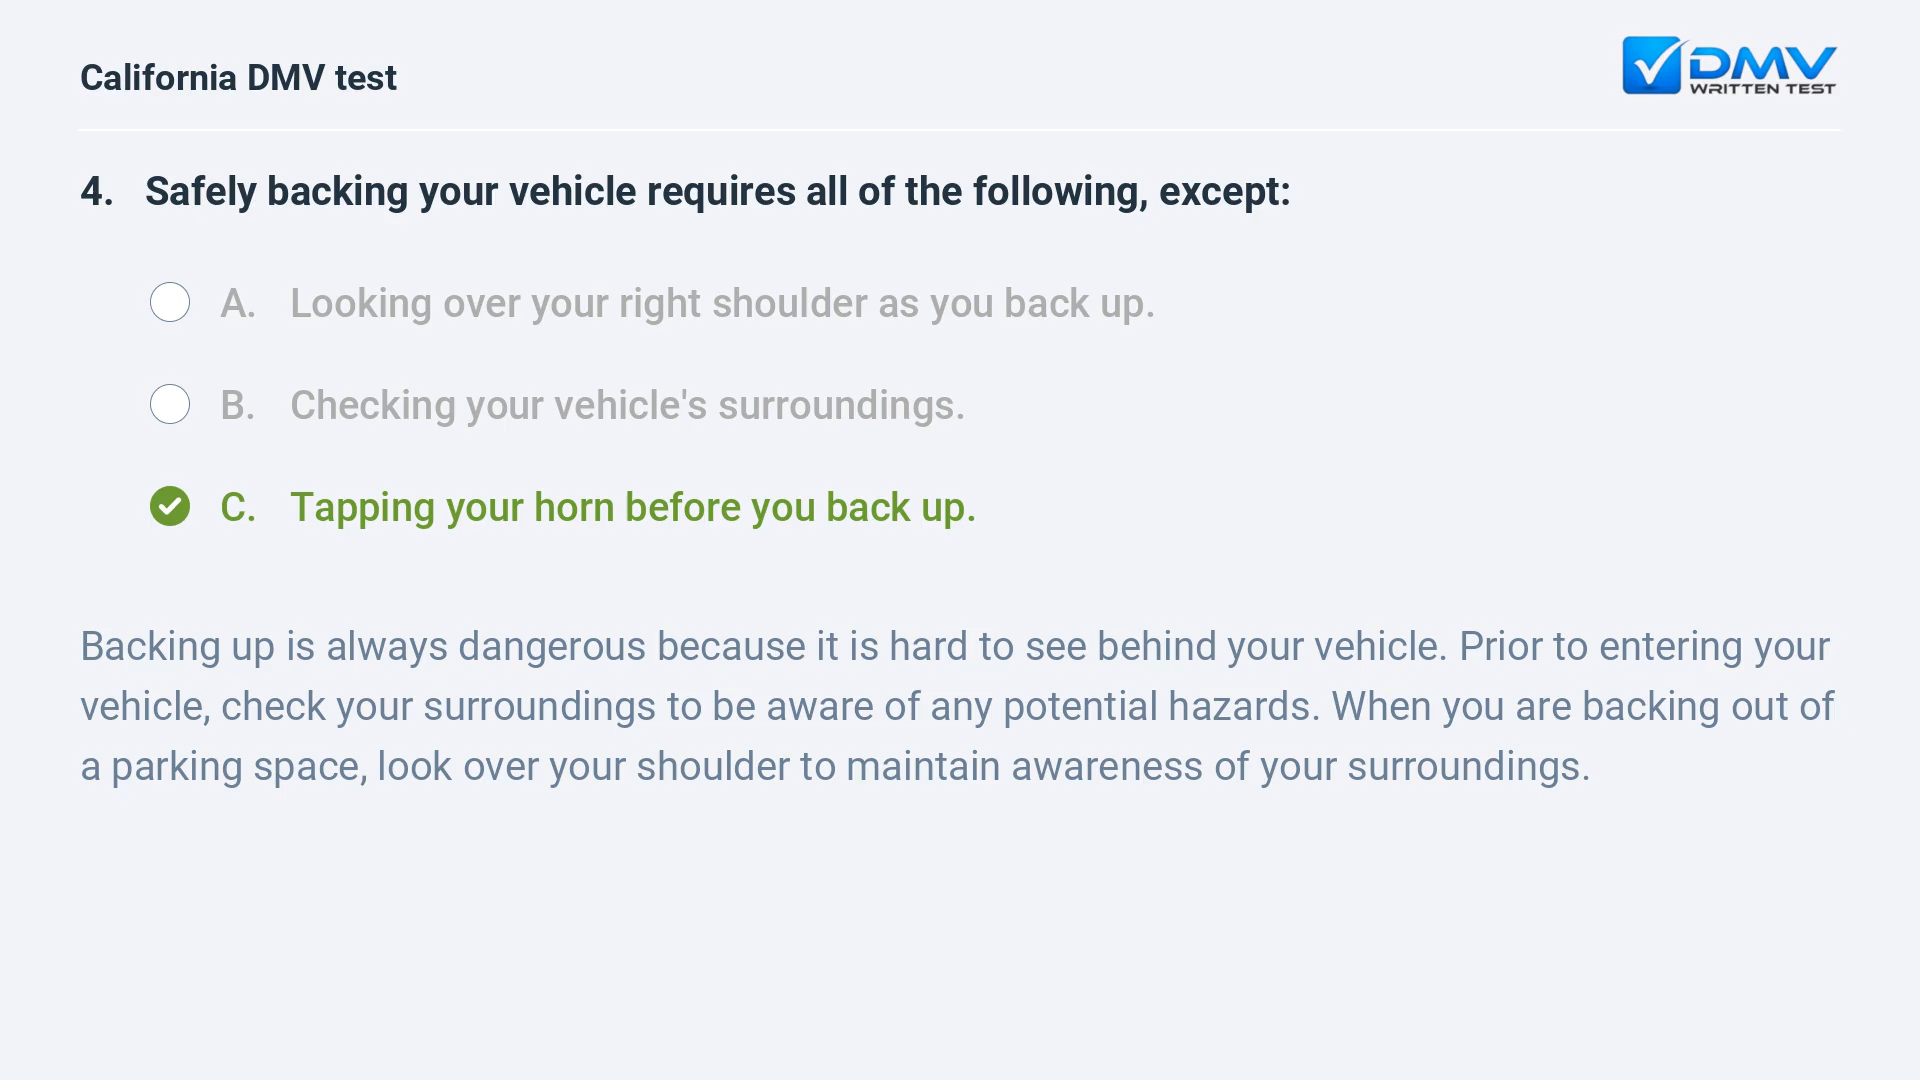 California DMV test
DMV
WRITTEN TEST
4. Safely backing your vehicle requires all of the following, except:
A. Looking over your right shoulder as you back up.
B. Checking your vehicle's surroundings.
C. Tapping your horn before you back up.
Backing up is always dangerous because it is hard to see behind your vehicle. Prior to entering your
vehicle, check your surroundings to be aware of any potential hazards. When you are backing out of
a parking space, look over your shoulder to maintain awareness of your surroundings.